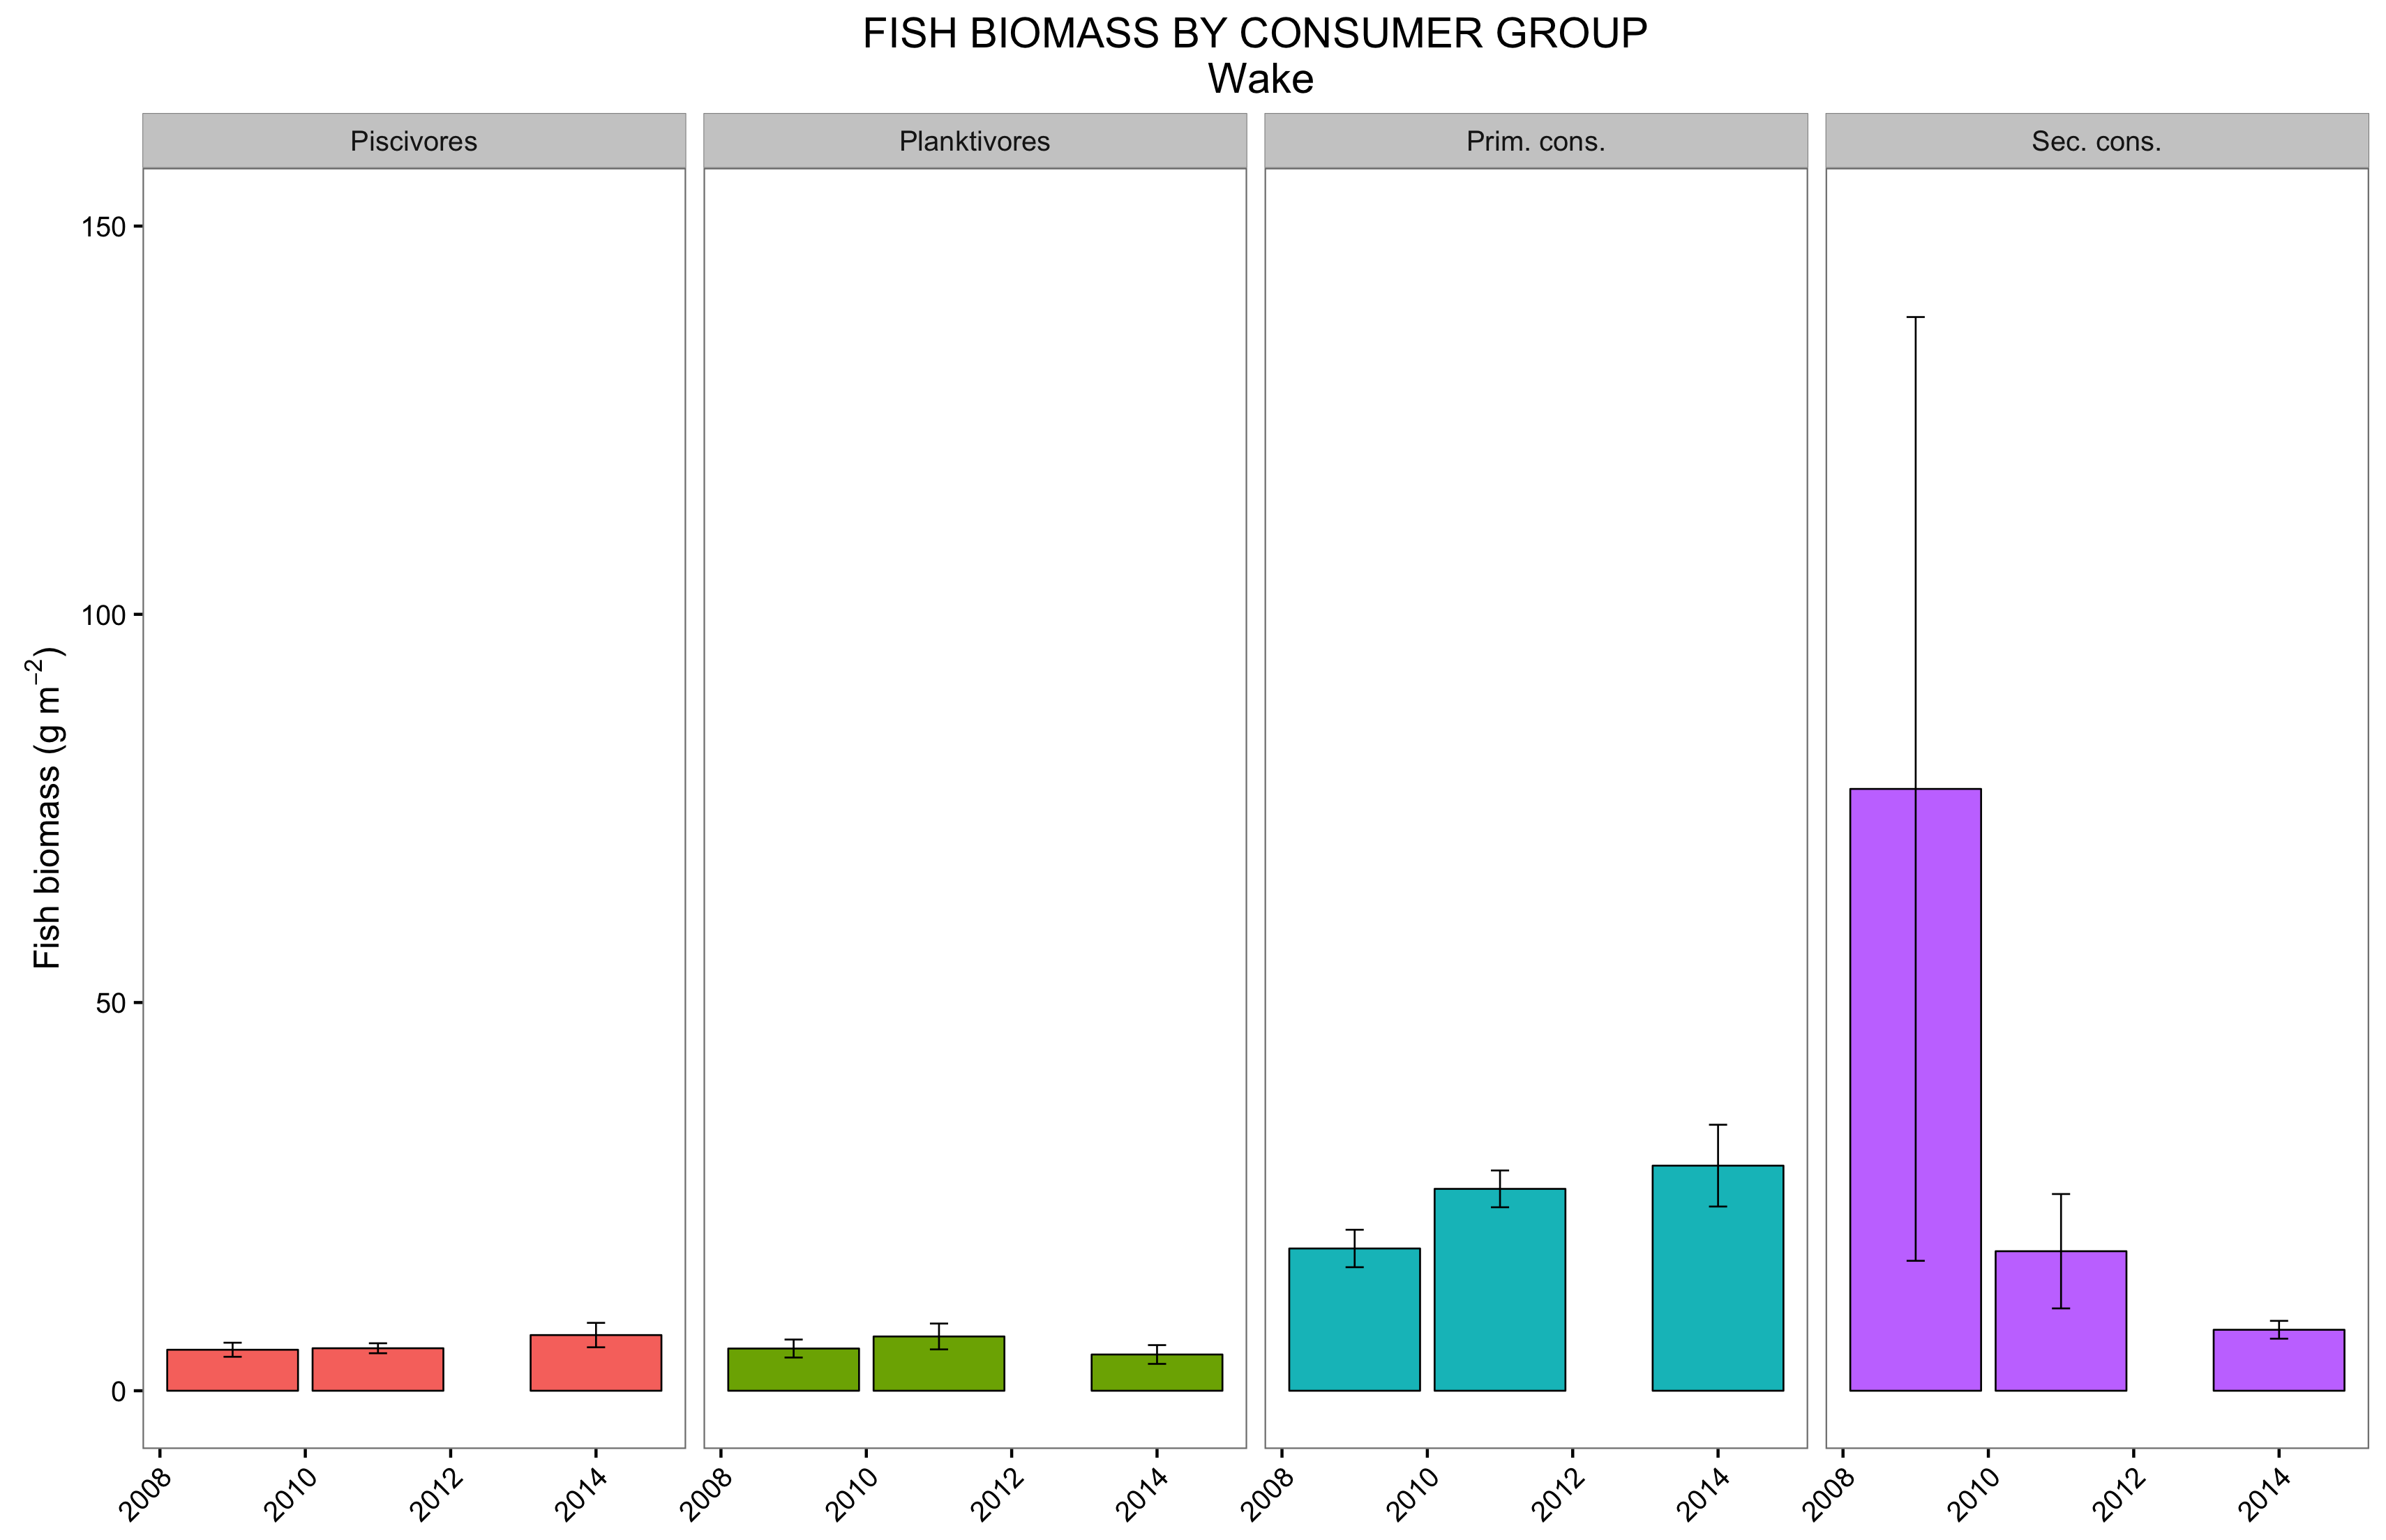 FISH BIOMASS BY CONSUMER GROUP
Wake
Piscivores
Planktivores
Prim. cons.
Sec. cons.
150
100
50
0
Fish biomass (g m⁻²)
2008
2010
2012
2014
2008
2010
2012
2014
2008
2010
2012
2014
2008
2010
2012
2014